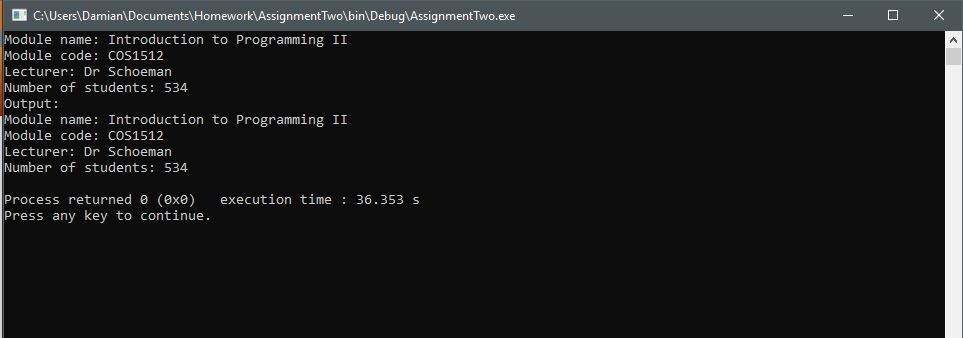 C:\Users\Damian\Documents\Homework\AssignmentTwo\bin\Debug\AssignmentTwo.exe
Module name: Introduction to Programming II
Module code: COS1512
Lecturer: Dr Schoeman
Number of students: 534
Output:
Module name: Introduction to Programming II
Module code: COS1512
Lecturer: Dr Schoeman
Number of students: 534
Process returned 0 (0x0)   execution time : 36.353 s
Press any key to continue.